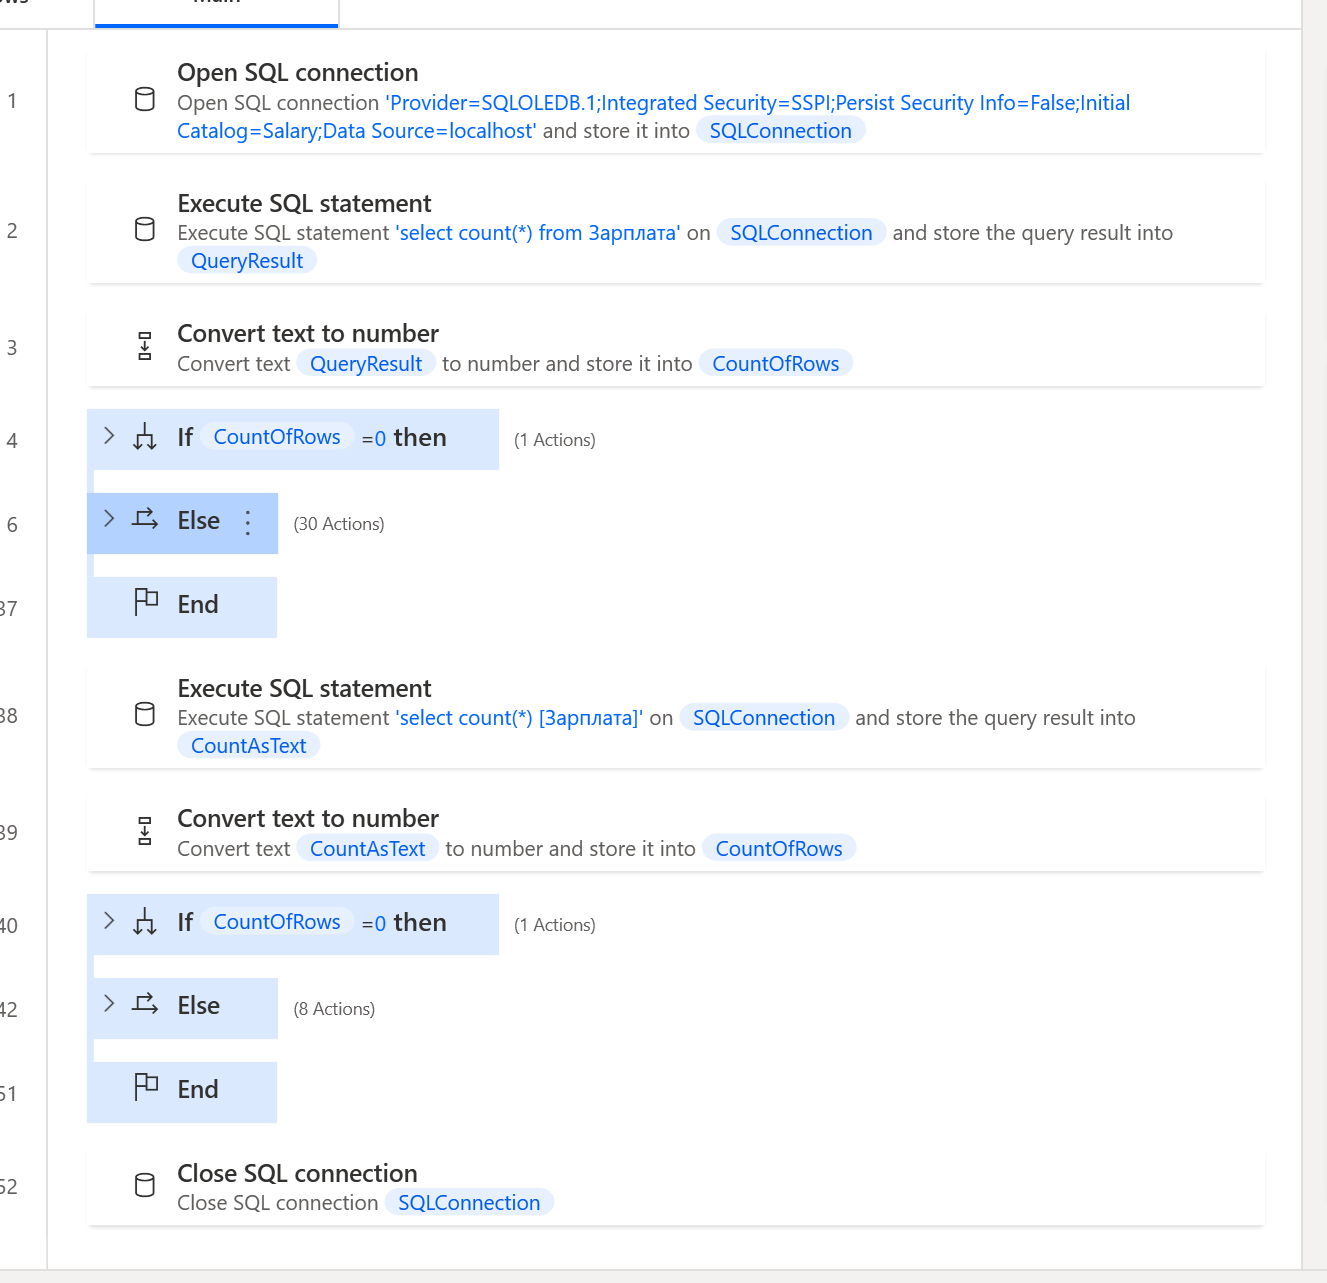 Main
1
Open SQL connection
Open SQL connection 'Provider=SQLOLEDB.1;Integrated Security=SSPI;Persist Security Info=False;Initial
Catalog=Salary;Data Source=localhost' and store it into SQLConnection
2
Execute SQL statement
Execute SQL statement 'select count(*) from Зарплата' on SQLConnection and store the query result into
QueryResult
3
Convert text to number
Convert text QueryResult to number and store it into CountOfRows
4
If CountOfRows =0 then (1 Actions)
6
Else (30 Actions)
37
End
38
Execute SQL statement
Execute SQL statement 'select count(*) [Зарплата]' on SQLConnection and store the query result into
CountAsText
39
Convert text to number
Convert text CountAsText to number and store it into CountOfRows
40
If CountOfRows =0 then (1 Actions)
42
Else (8 Actions)
51
End
52
Close SQL connection
Close SQL connection SQLConnection